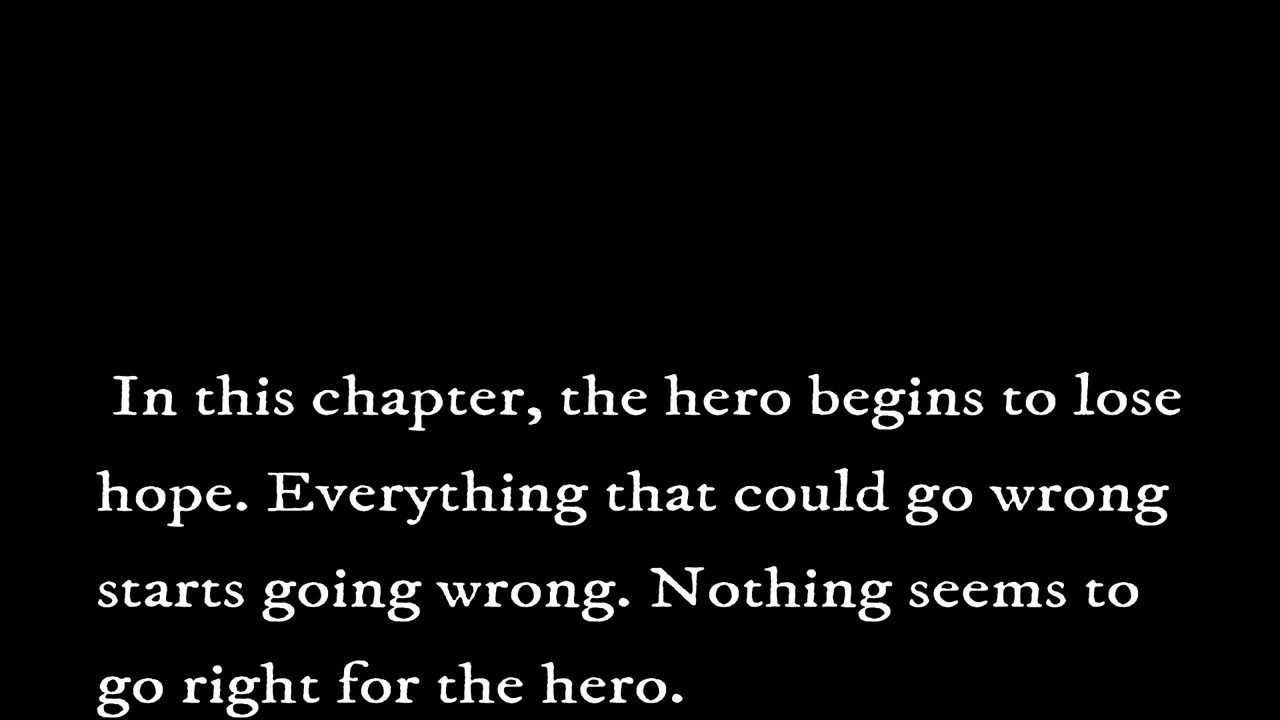 In this chapter, the hero begins to lose
hope. Everything that could go wrong
starts going wrong. Nothing seems to
go right for the hero.